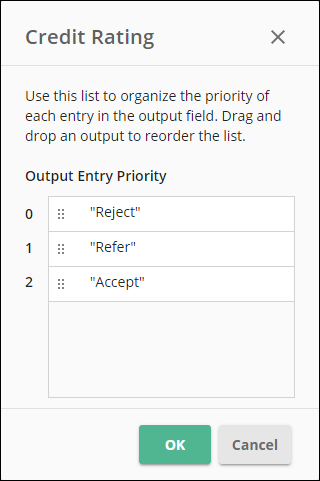 Credit Rating
Use this list to organize the priority of
each entry in the output field. Drag and
drop an output to reorder the list.
Output Entry Priority
0 "Reject"
1 "Refer"
2 "Accept"
OK Cancel